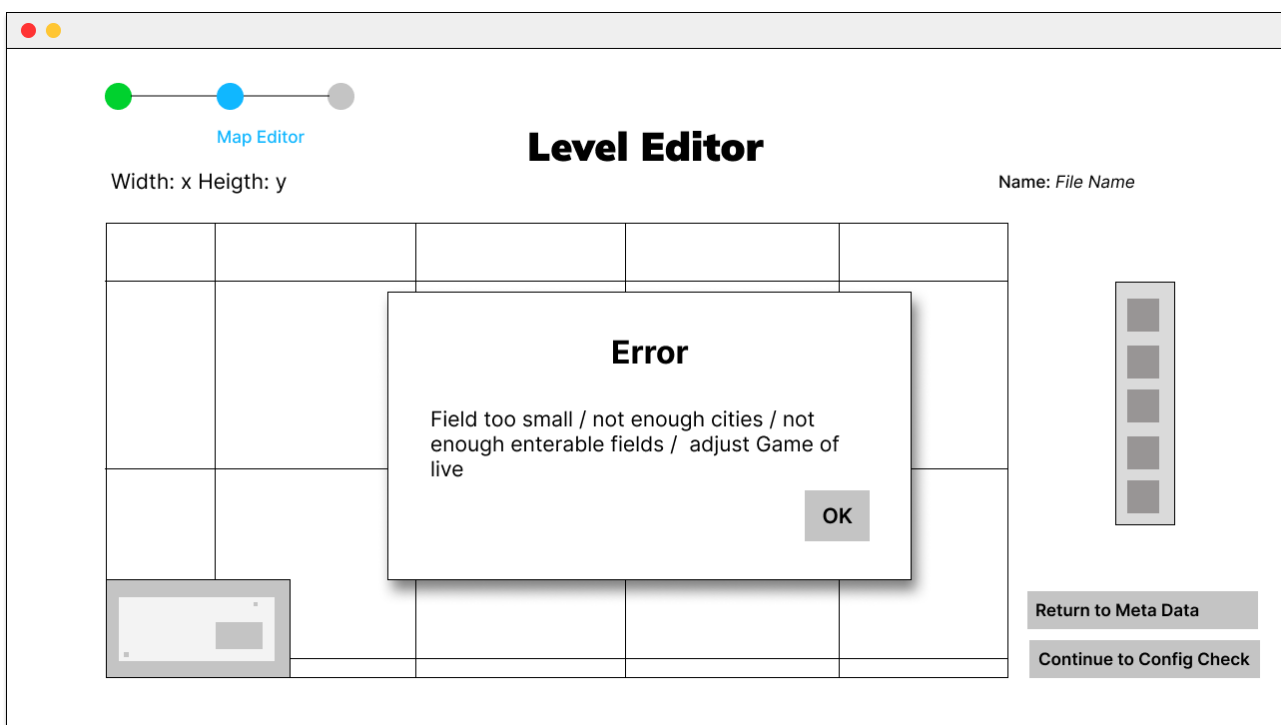 Map Editor
Level Editor
Width: x Heigth: y
Name: File Name
Error
Field too small / not enough cities / not
enough enterable fields /  adjust Game of
live
OK
Return to Meta Data
Continue to Config Check